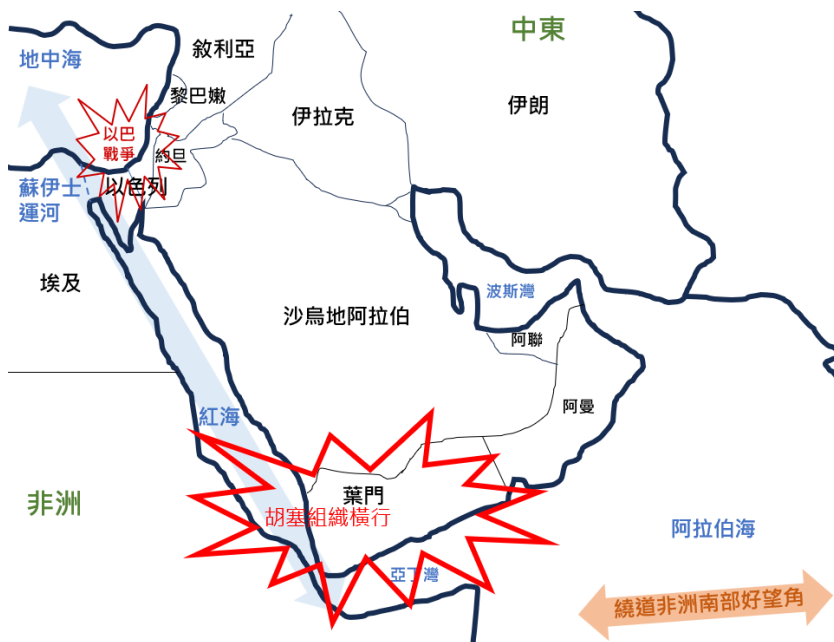 中東
敘利亞
地中海
黎巴嫩
伊拉克
伊朗
以巴
戰爭
約旦
以色列
蘇伊士
運河
埃及
波斯灣
沙烏地阿拉伯
阿聯
阿曼
紅海
葉門
非洲
胡塞組織橫行
阿拉伯海
亞丁灣
繞道非洲南部好望角